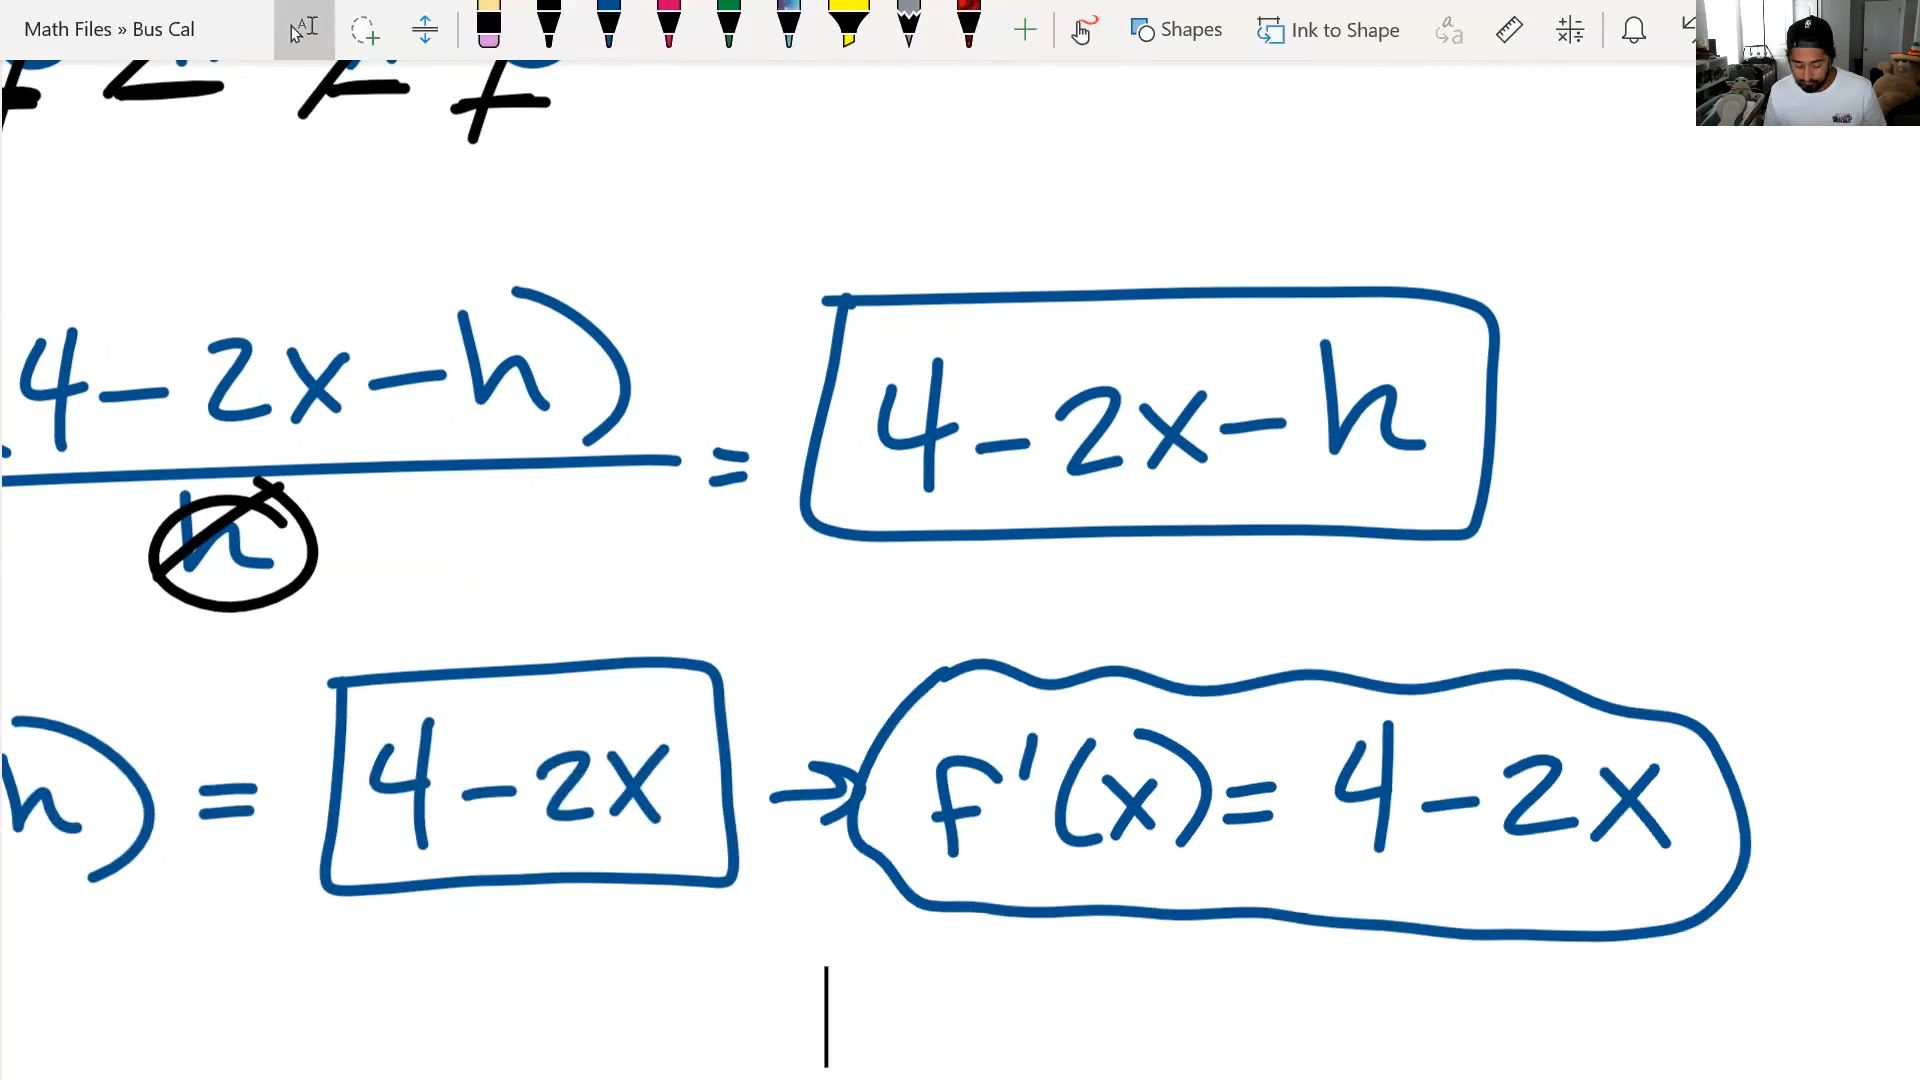 Math Files » Bus Cal
Shapes
Ink to Shape
4 - 2x - h) = 4 - 2x - h
h
h) = 4 - 2x → f'(x) = 4 - 2x